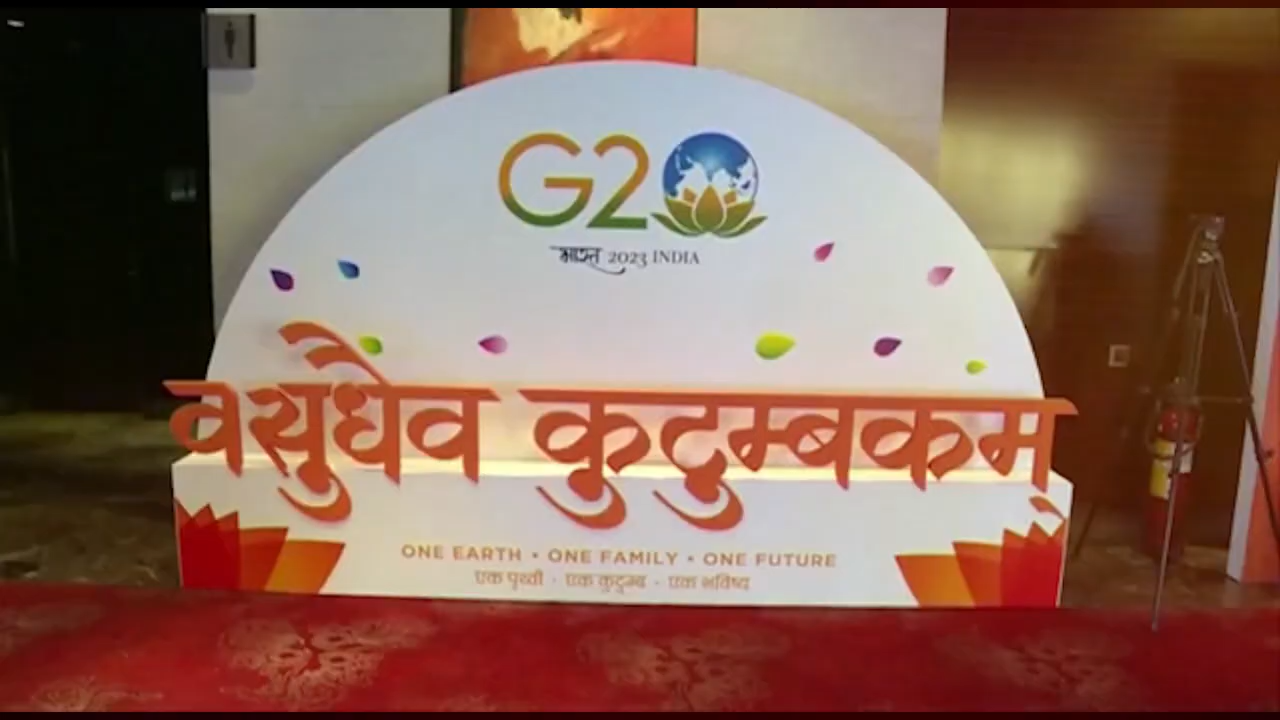 G20
भारत 2023 INDIA
वसुधैव कुटुम्बकम्
ONE EARTH • ONE FAMILY • ONE FUTURE
एक पृथ्वी · एक कुटुम्ब · एक भविष्य